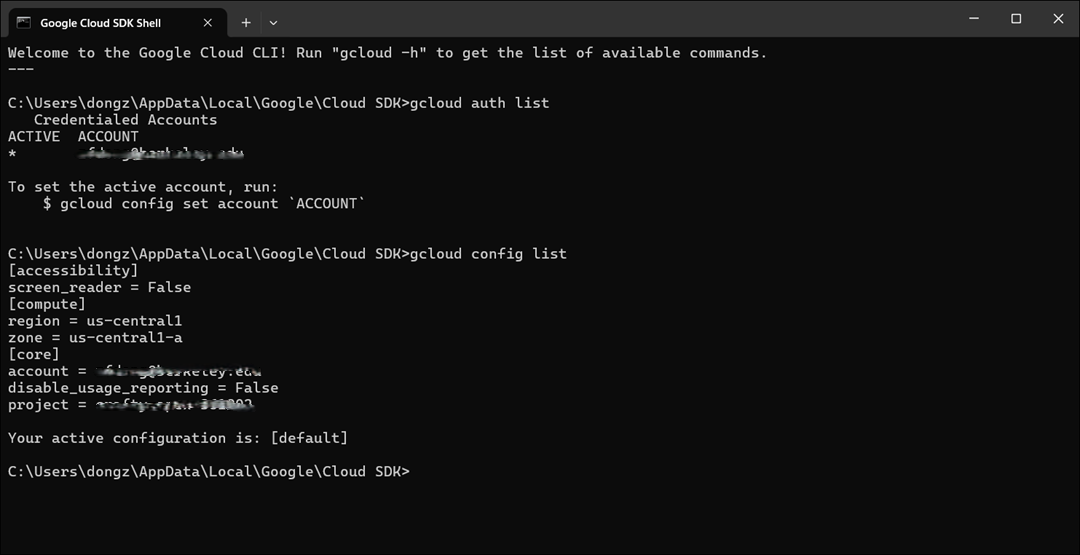 Google Cloud SDK Shell
Welcome to the Google Cloud CLI! Run "gcloud -h" to get the list of available commands.
---
C:\Users\dongz\AppData\Local\Google\Cloud SDK>gcloud auth list
Credentialed Accounts
ACTIVE  ACCOUNT
*
To set the active account, run:
$ gcloud config set account `ACCOUNT`
C:\Users\dongz\AppData\Local\Google\Cloud SDK>gcloud config list
[accessibility]
screen_reader = False
[compute]
region = us-central1
zone = us-central1-a
[core]
account =
disable_usage_reporting = False
project =
Your active configuration is: [default]
C:\Users\dongz\AppData\Local\Google\Cloud SDK>